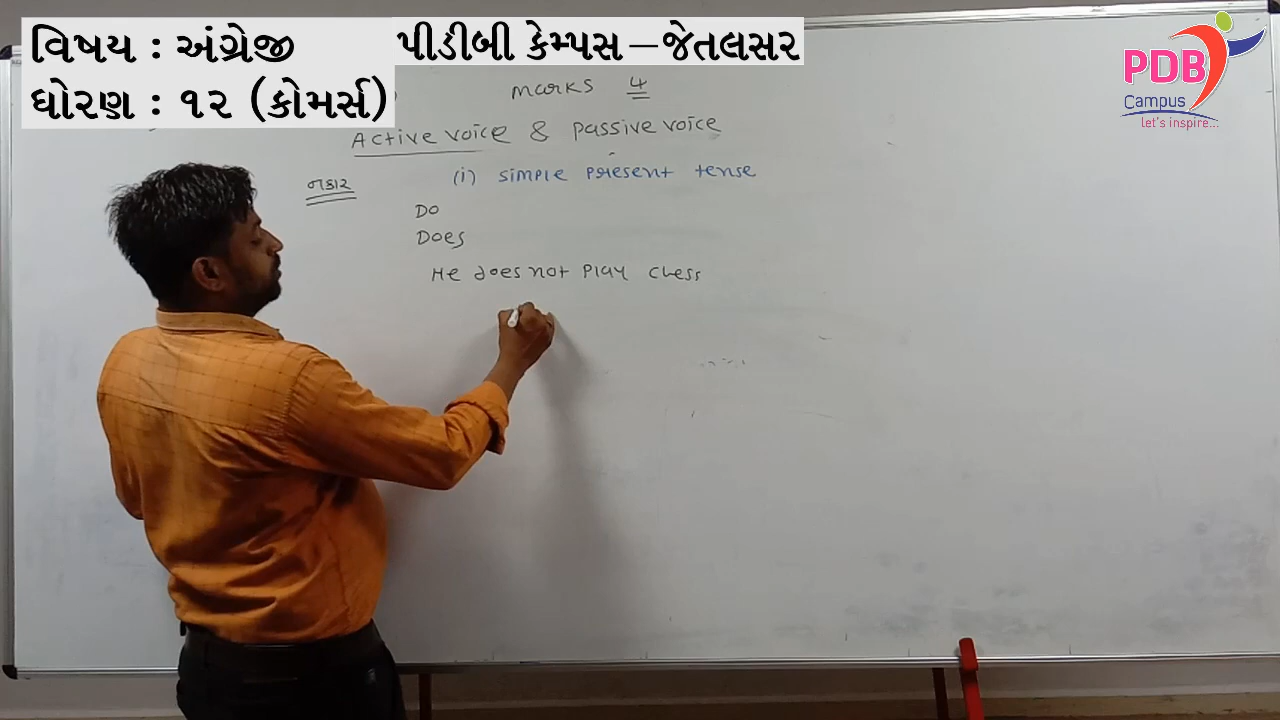 વિષય : અંગ્રેજી પીડીબી કેમ્પસ – જેતલસર
ધોરણ : ૧૨ (કોમર્સ)
PDB
Campus
let's inspire...
marks 4
Active voice & passive voice
નકાર (i) simple present tense
Do
Does
He does not play chess